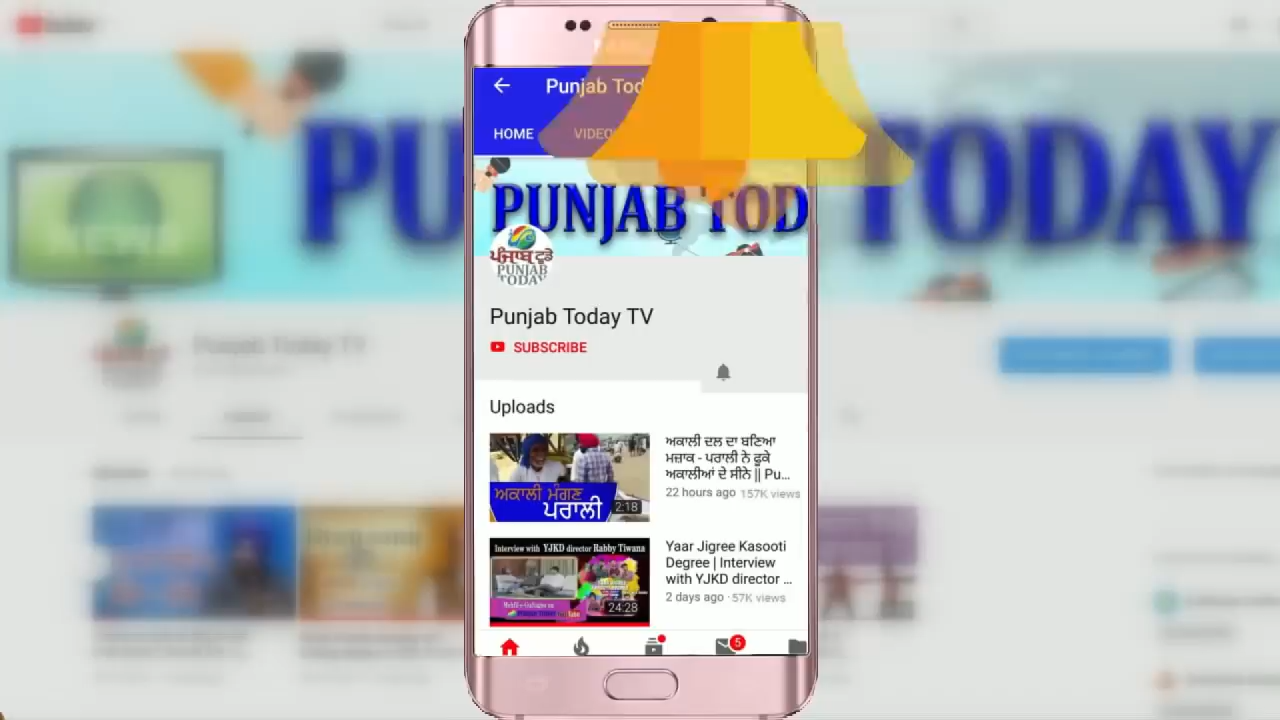 Punjab Tod
HOME VIDEO
PUNJAB TOD
PU TODAY
ਪੰਜਾਬ ਟੂਡੇ
PUNJAB
TODAY
Punjab Today TV
SUBSCRIBE
Uploads
ਅਕਾਲੀ ਮੰਗਣ
ਪਰਾਲੀ
2:18
ਅਕਾਲੀ ਦਲ ਦਾ ਬਣਿਆ
ਮਜ਼ਾਕ - ਪਰਾਲੀ ਨੇ ਫੂਕੇ
ਅਕਾਲੀਆਂ ਦੇ ਸੀਨੇ || Pu...
22 hours ago 157K views
Interview with YJKD director Rabby Tiwana
24:28
Yaar Jigree Kasooti
Degree | Interview
with YJKD director ...
2 days ago · 57K views
5